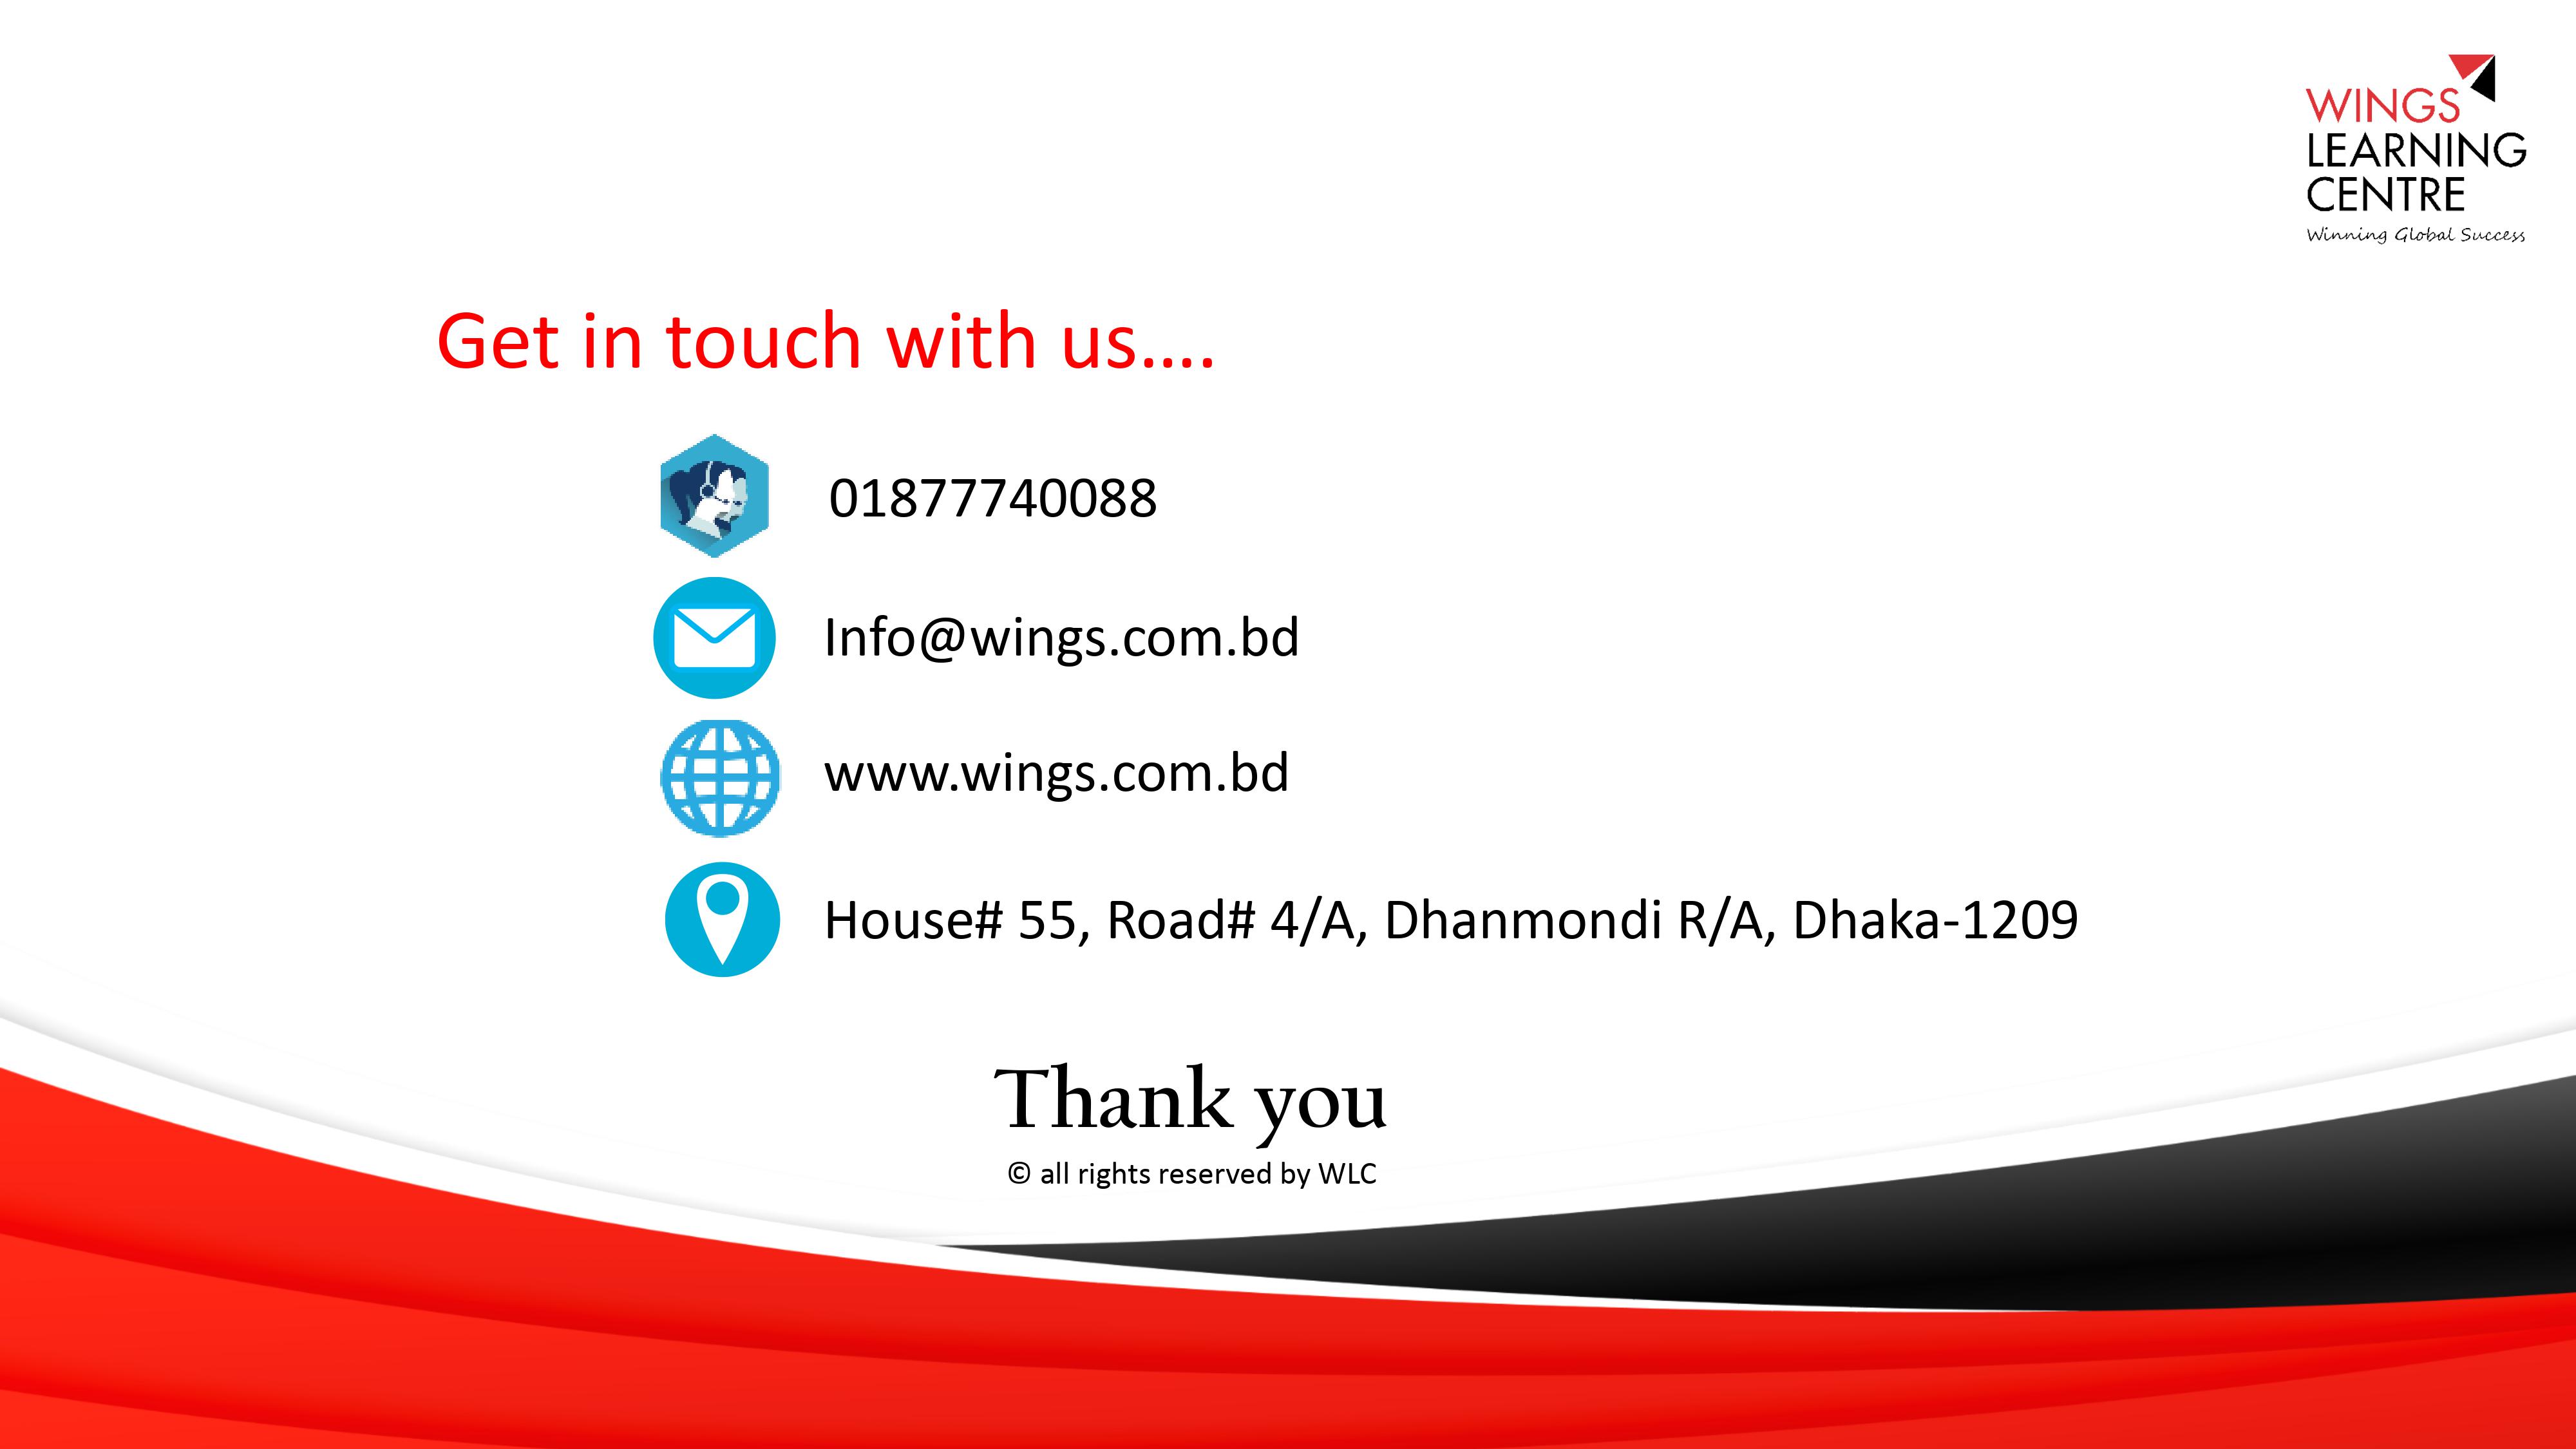 WINGS
LEARNING
CENTRE
Winning Global Success
Get in touch with us....
01877740088
Info@wings.com.bd
www.wings.com.bd
House# 55, Road# 4/A, Dhanmondi R/A, Dhaka-1209
Thank you
© all rights reserved by WLC